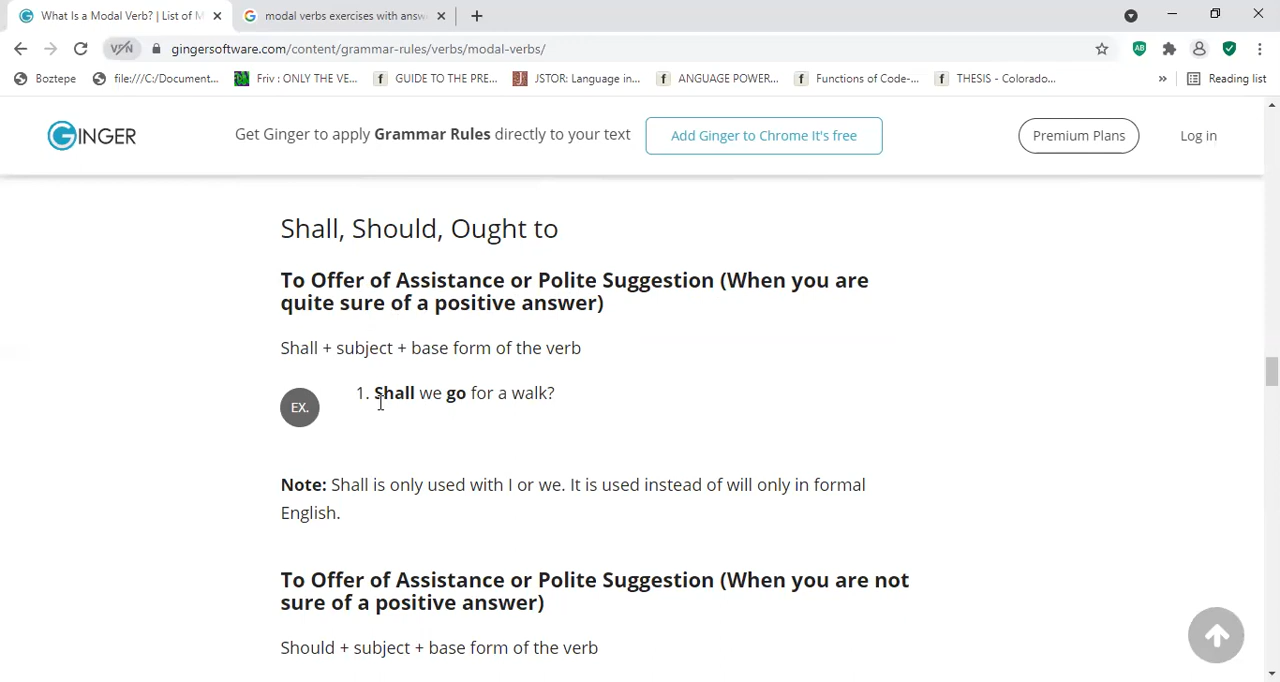 What Is a Modal Verb? | List of M
modal verbs exercises with answ
VPN
gingersoftware.com/content/grammar-rules/verbs/modal-verbs/
AB
Boztepe
file:///C:/Document...
Friv : ONLY THE VE...
GUIDE TO THE PRE...
JSTOR: Language in...
ANGUAGE POWER...
Functions of Code-...
THESIS - Colorado...
»
Reading list
GINGER
Get Ginger to apply Grammar Rules directly to your text
Add Ginger to Chrome It's free
Premium Plans
Log in
Shall, Should, Ought to
To Offer of Assistance or Polite Suggestion (When you are
quite sure of a positive answer)
Shall + subject + base form of the verb
EX.
1. Shall we go for a walk?
Note: Shall is only used with I or we. It is used instead of will only in formal
English.
To Offer of Assistance or Polite Suggestion (When you are not
sure of a positive answer)
Should + subject + base form of the verb